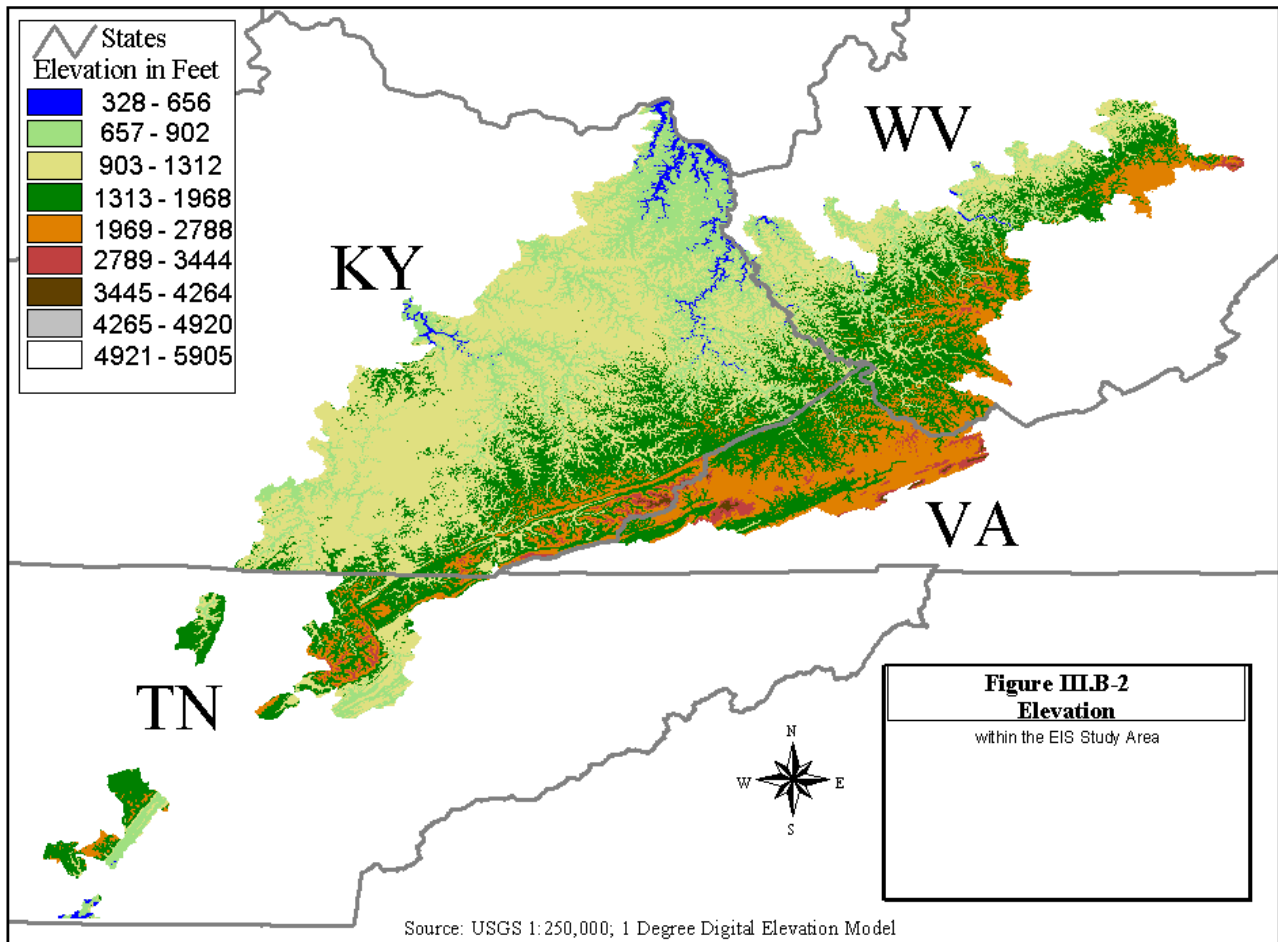 States
Elevation in Feet
328 - 656
657 - 902
903 - 1312
1313 - 1968
1969 - 2788
2789 - 3444
3445 - 4264
4265 - 4920
4921 - 5905
WV
KY
VA
TN
Figure III.B-2
Elevation
within the EIS Study Area
N
W
E
S
Source: USGS 1:250,000; 1 Degree Digital Elevation Model